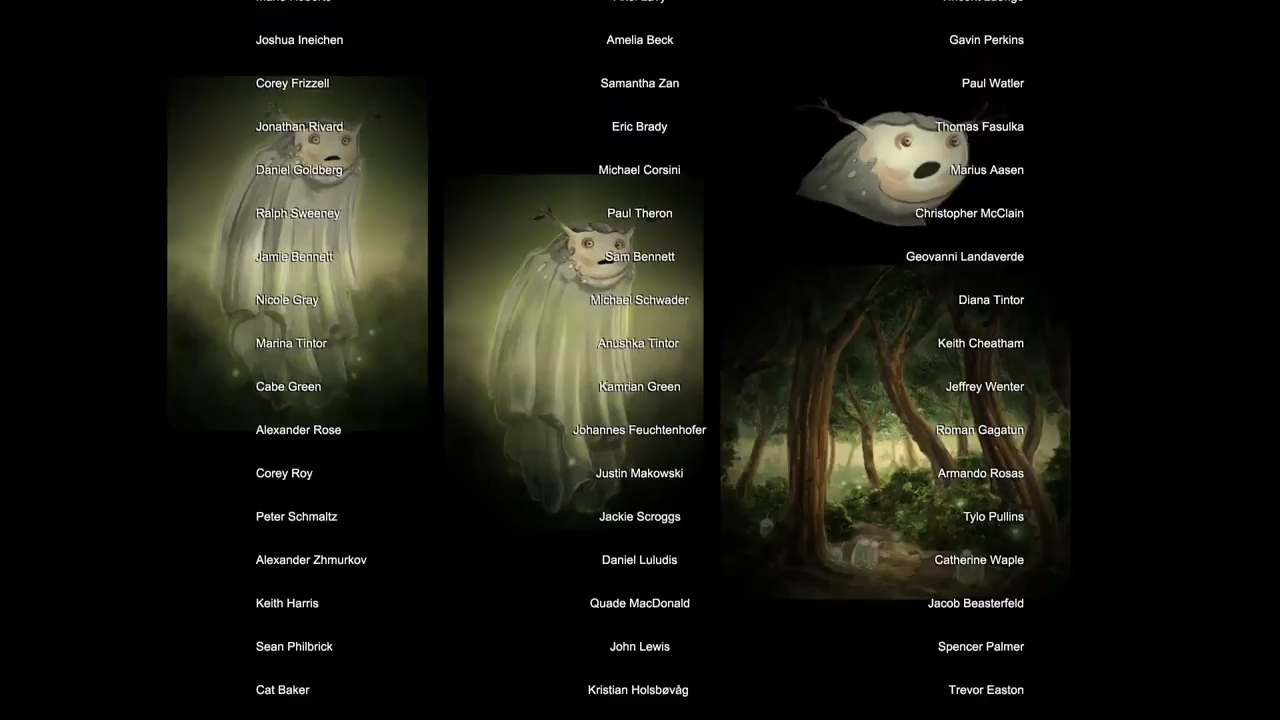 Joshua Ineichen Amelia Beck Gavin Perkins
Corey Frizzell Samantha Zan Paul Watler
Jonathan Rivard Eric Brady Thomas Fasulka
Daniel Goldberg Michael Corsini Marius Aasen
Ralph Sweeney Paul Theron Christopher McClain
Jamie Bennett Sam Bennett Geovanni Landaverde
Nicole Gray Michael Schwader Diana Tintor
Marina Tintor Anushka Tintor Keith Cheatham
Cabe Green Kamrian Green Jeffrey Wenter
Alexander Rose Johannes Feuchtenhofer Roman Gagatun
Corey Roy Justin Makowski Armando Rosas
Peter Schmaltz Jackie Scroggs Tylo Pullins
Alexander Zhmurkov Daniel Luludis Catherine Waple
Keith Harris Quade MacDonald Jacob Beasterfeld
Sean Philbrick John Lewis Spencer Palmer
Cat Baker Kristian Holsbøvåg Trevor Easton